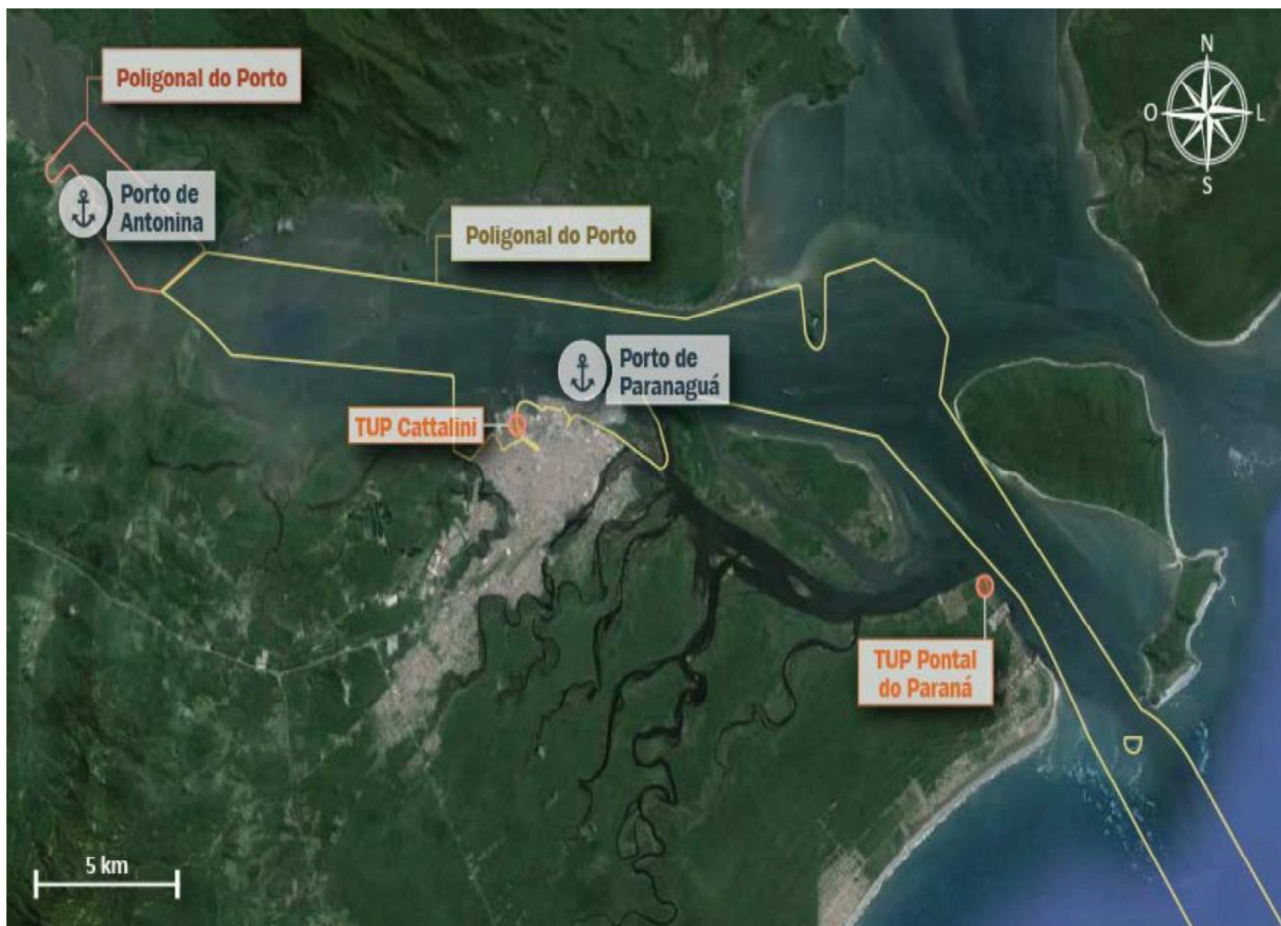 Poligonal do Porto
N
O
L
S
Porto de
Antonina
Poligonal do Porto
Porto de
Paranaguá
TUP Cattalini
TUP Pontal
do Paraná
5 km